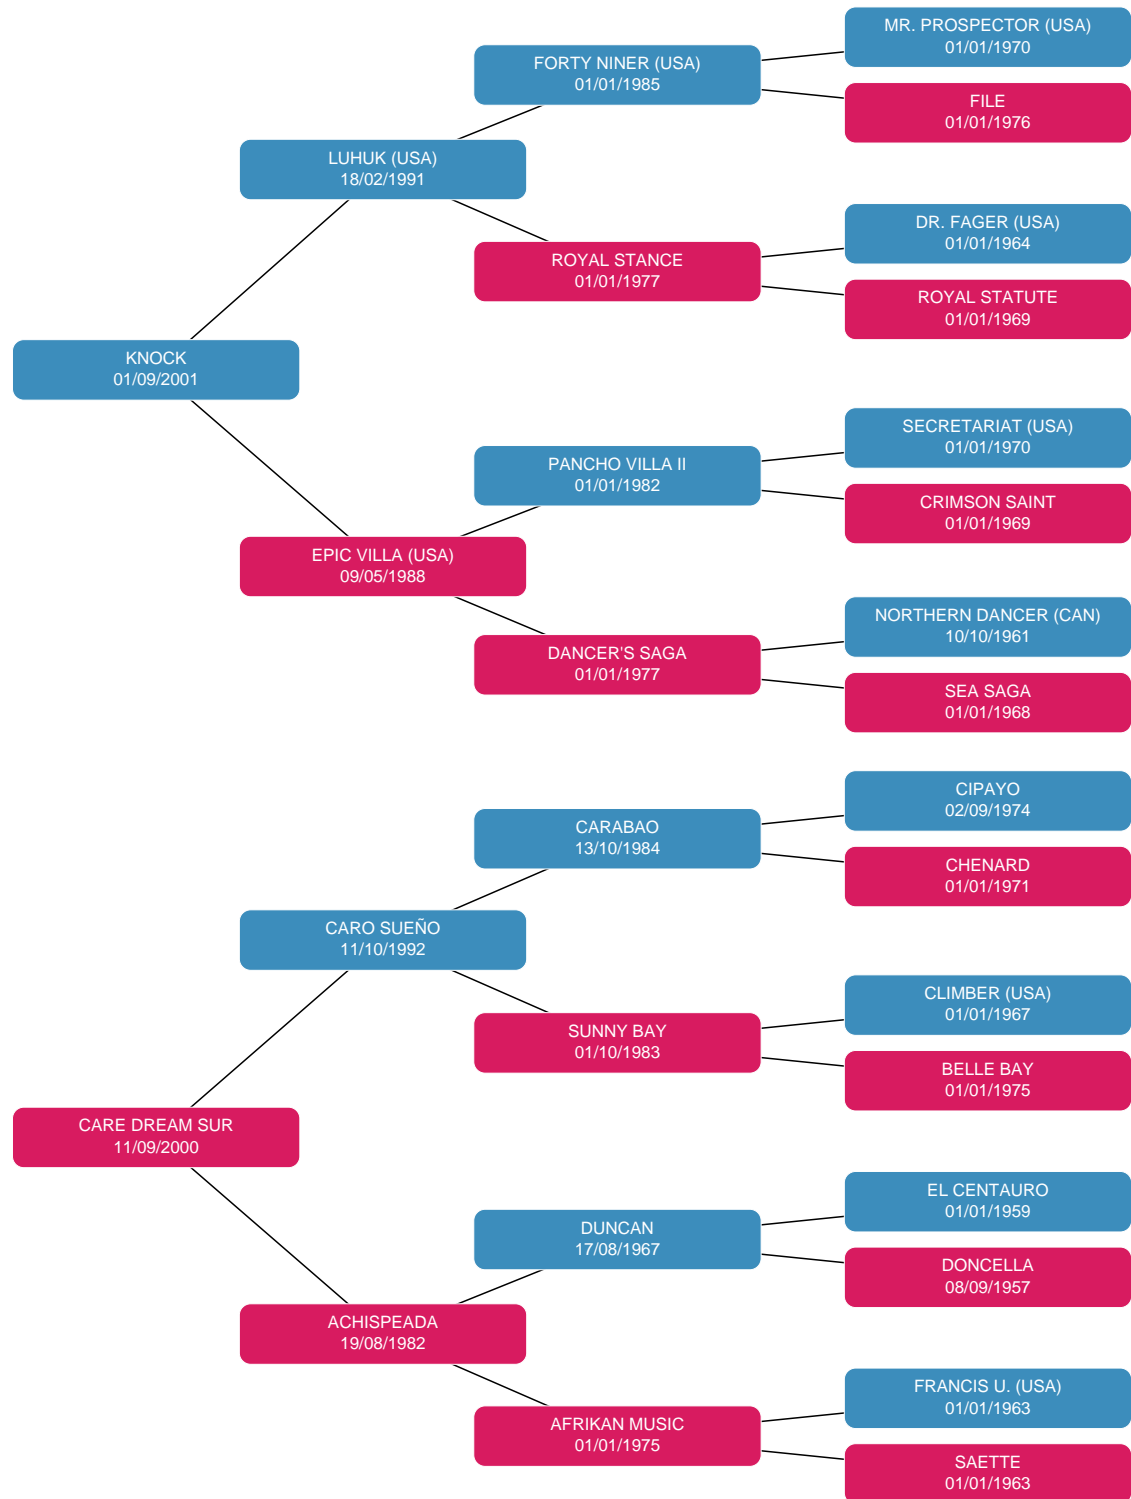 MR. PROSPECTOR (USA)
01/01/1970
FORTY NINER (USA)
01/01/1985
FILE
01/01/1976
LUHUK (USA)
18/02/1991
DR. FAGER (USA)
01/01/1964
ROYAL STANCE
01/01/1977
ROYAL STATUTE
01/01/1969
KNOCK
01/09/2001
SECRETARIAT (USA)
01/01/1970
PANCHO VILLA II
01/01/1982
CRIMSON SAINT
01/01/1969
EPIC VILLA (USA)
09/05/1988
NORTHERN DANCER (CAN)
10/10/1961
DANCER'S SAGA
01/01/1977
SEA SAGA
01/01/1968
CIPAYO
02/09/1974
CARABAO
13/10/1984
CHENARD
01/01/1971
CARO SUEÑO
11/10/1992
CLIMBER (USA)
01/01/1967
SUNNY BAY
01/10/1983
BELLE BAY
01/01/1975
CARE DREAM SUR
11/09/2000
EL CENTAURO
01/01/1959
DUNCAN
17/08/1967
DONCELLA
08/09/1957
ACHISPEADA
19/08/1982
FRANCIS U. (USA)
01/01/1963
AFRIKAN MUSIC
01/01/1975
SAETTE
01/01/1963